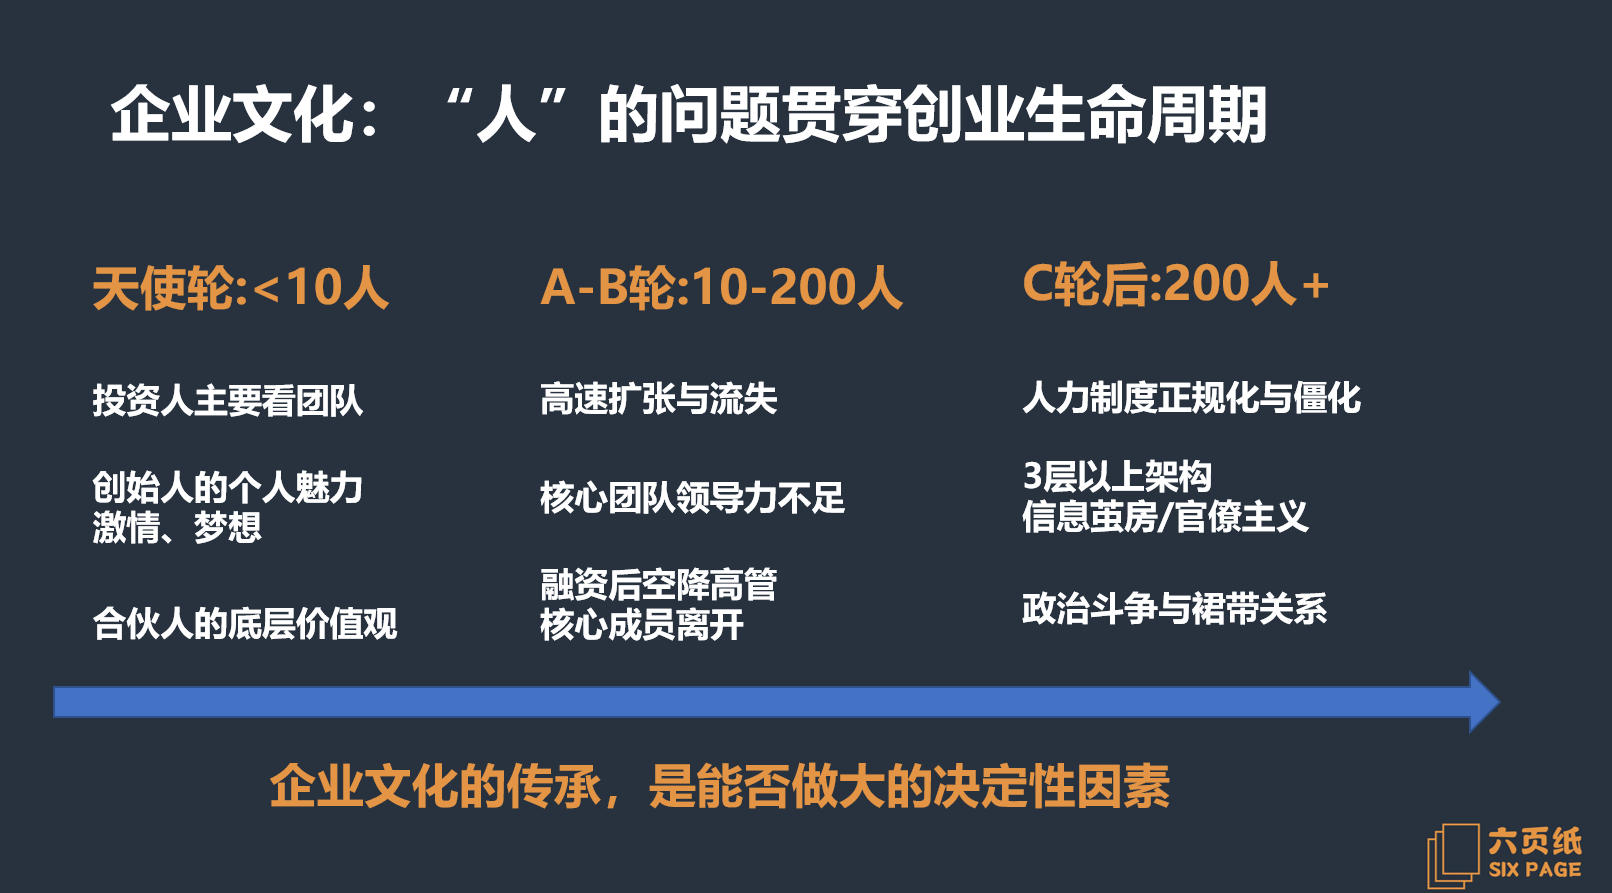 企业文化：“人”的问题贯穿创业生命周期
天使轮:<10人
投资人主要看团队
创始人的个人魅力
激情、梦想
合伙人的底层价值观
A-B轮:10-200人
高速扩张与流失
核心团队领导力不足
融资后空降高管
核心成员离开
C轮后:200人+
人力制度正规化与僵化
3层以上架构
信息茧房/官僚主义
政治斗争与裙带关系
企业文化的传承，是能否做大的决定性因素
六页纸
SIX PAGE